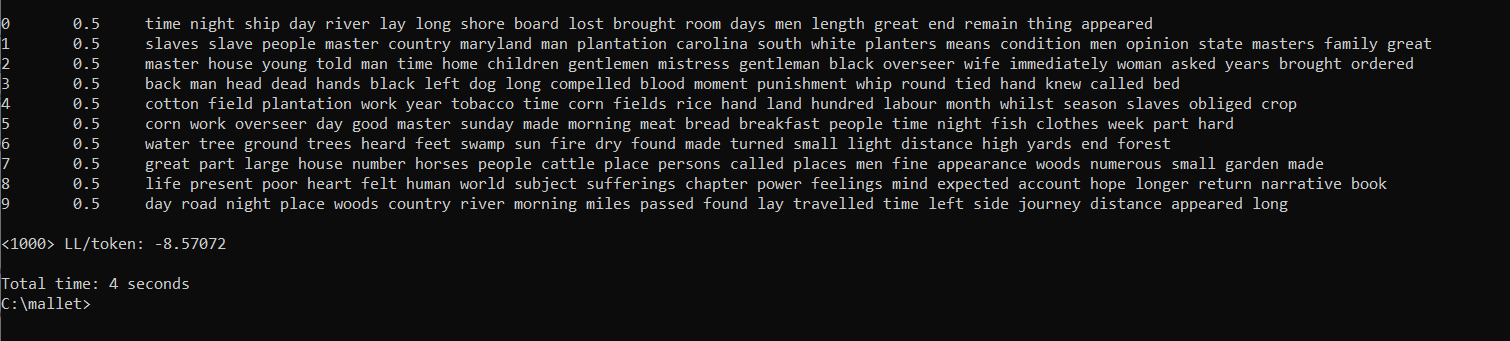 0 0.5 time night ship day river lay long shore board lost brought room days men length great end remain thing appeared
1 0.5 slaves slave people master country maryland man plantation carolina south white planters means condition men opinion state masters family great
2 0.5 master house young told man time home children gentlemen mistress gentleman black overseer wife immediately woman asked years brought ordered
3 0.5 back man head dead hands black left dog long compelled blood moment punishment whip round tied hand knew called bed
4 0.5 cotton field plantation work year tobacco time corn fields rice hand land hundred labour month whilst season slaves obliged crop
5 0.5 corn work overseer day good master sunday made morning meat bread breakfast people time night fish clothes week part hard
6 0.5 water tree ground trees heard feet swamp sun fire dry found made turned small light distance high yards end forest
7 0.5 great part large house number horses people cattle place persons called places men fine appearance woods numerous small garden made
8 0.5 life present poor heart felt human world subject sufferings chapter power feelings mind expected account hope longer return narrative book
9 0.5 day road night place woods country river morning miles passed found lay travelled time left side journey distance appeared long
<1000> LL/token: -8.57072
Total time: 4 seconds
C:\mallet>